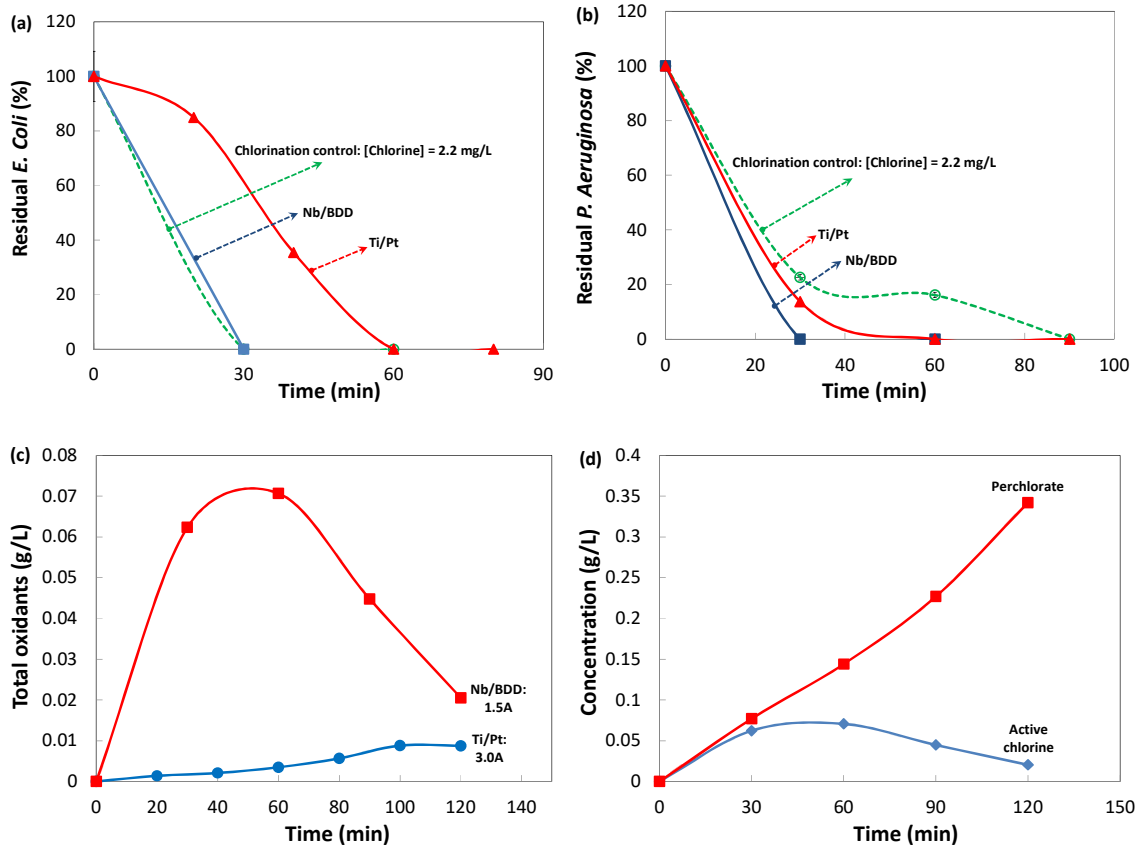 (a)
120
100
80
60
40
20
0
Residual E. Coli (%)
Chlorination control: [Chlorine] = 2.2 mg/L
Nb/BDD
Ti/Pt
0 30 60 90
Time (min)
(b)
120
100
80
60
40
20
0
Residual P. Aeruginosa (%)
Chlorination control: [Chlorine] = 2.2 mg/L
Ti/Pt
Nb/BDD
0 20 40 60 80 100
Time (min)
(c)
0.08
0.07
0.06
0.05
0.04
0.03
0.02
0.01
0
Total oxidants (g/L)
Nb/BDD:
1.5A
Ti/Pt:
3.0A
0 20 40 60 80 100 120 140
Time (min)
(d)
0.4
0.35
0.3
0.25
0.2
0.15
0.1
0.05
0
Concentration (g/L)
Perchlorate
Active
chlorine
0 30 60 90 120 150
Time (min)